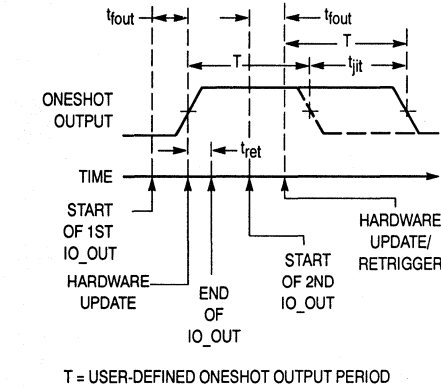 tfout
tfout
T
T
tjit
ONESHOT
OUTPUT
tret
TIME
START
OF 1ST
IO_OUT
HARDWARE
UPDATE
END
OF
IO_OUT
START
OF 2ND
IO_OUT
HARDWARE
UPDATE/
RETRIGGER
T = USER-DEFINED ONESHOT OUTPUT PERIOD